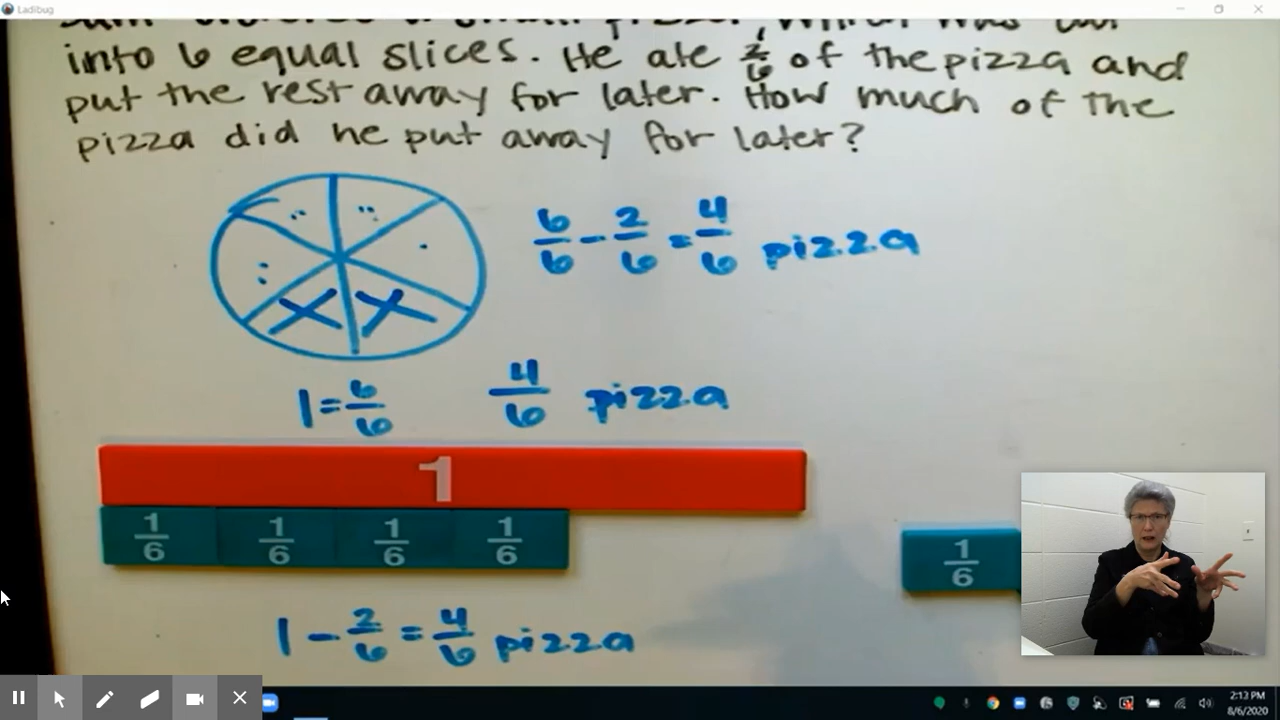 Ladibug
into 6 equal slices. He ate 2/6 of the pizza and
put the rest away for later. How much of the
pizza did he put away for later?
6/6 - 2/6 = 4/6 pizza
1 = 6/6 4/6 pizza
1
1/6 1/6 1/6 1/6
1/6
1 - 2/6 = 4/6 pizza
2:13 PM
8/6/2020